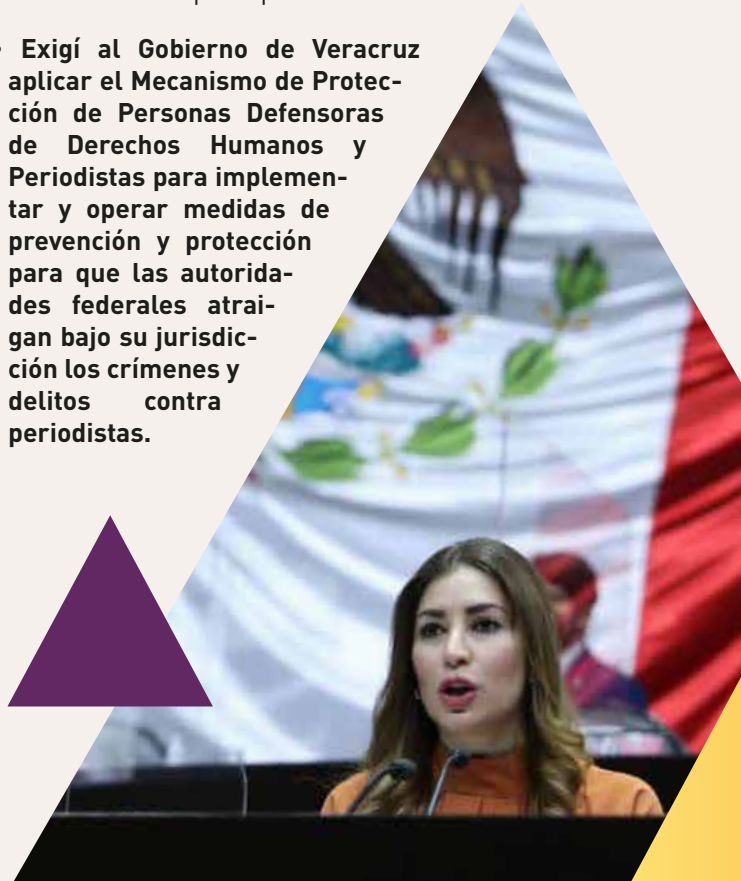 Exigí al Gobierno de Veracruz
aplicar el Mecanismo de Protec-
ción de Personas Defensoras
de Derechos Humanos y
Periodistas para implemen-
tar y operar medidas de
prevención y protección
para que las autorida-
des federales atrai-
gan bajo su jurisdic-
ción los crímenes y
delitos contra
periodistas.